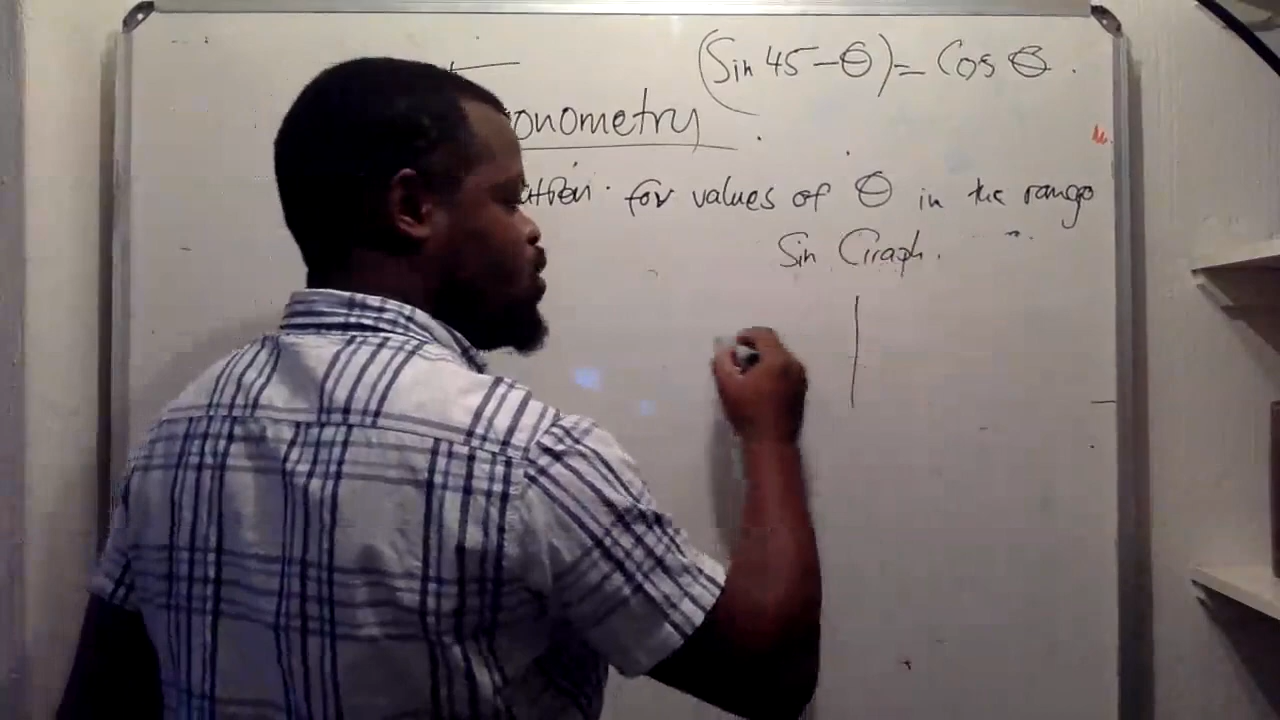 (Sin 45 - θ) = Cos θ.
onometry
for values of θ in the range
Sin Graph.